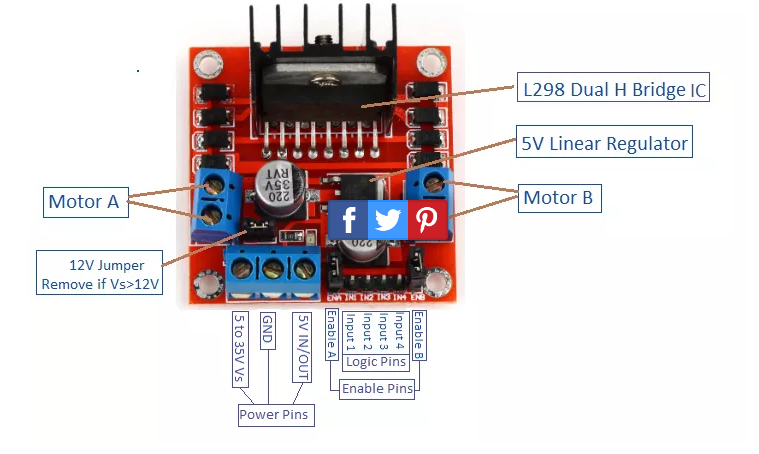 L298 Dual H Bridge IC
5V Linear Regulator
Motor A
Motor B
220
35V
RVT
220
12V Jumper
Remove if Vs>12V
ENA IN1 IN2 IN3 IN4 ENB
5 to 35V Vs
GND
5V IN/OUT
Enable A
Input 1
Input 2
Input 3
Input 4
Enable B
Logic Pins
Enable Pins
Power Pins